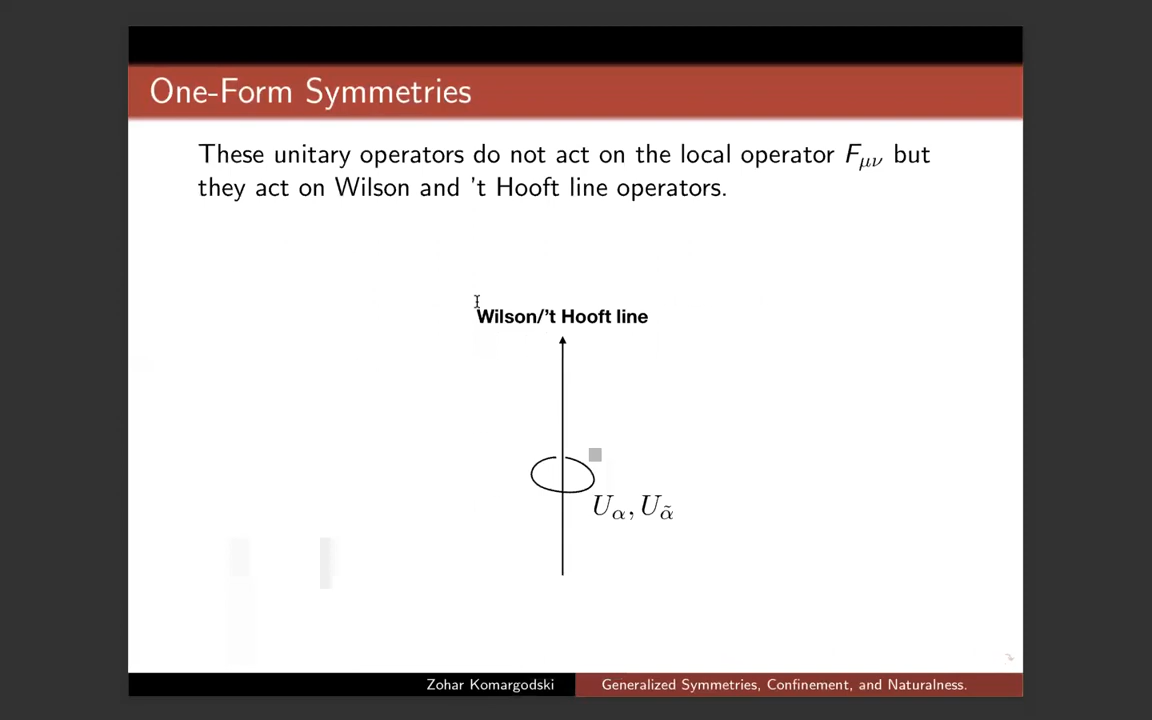 One-Form Symmetries
These unitary operators do not act on the local operator F_{μν} but
they act on Wilson and 't Hooft line operators.
Wilson/'t Hooft line
U_α, U_{α̃}
Zohar Komargodski
Generalized Symmetries, Confinement, and Naturalness.